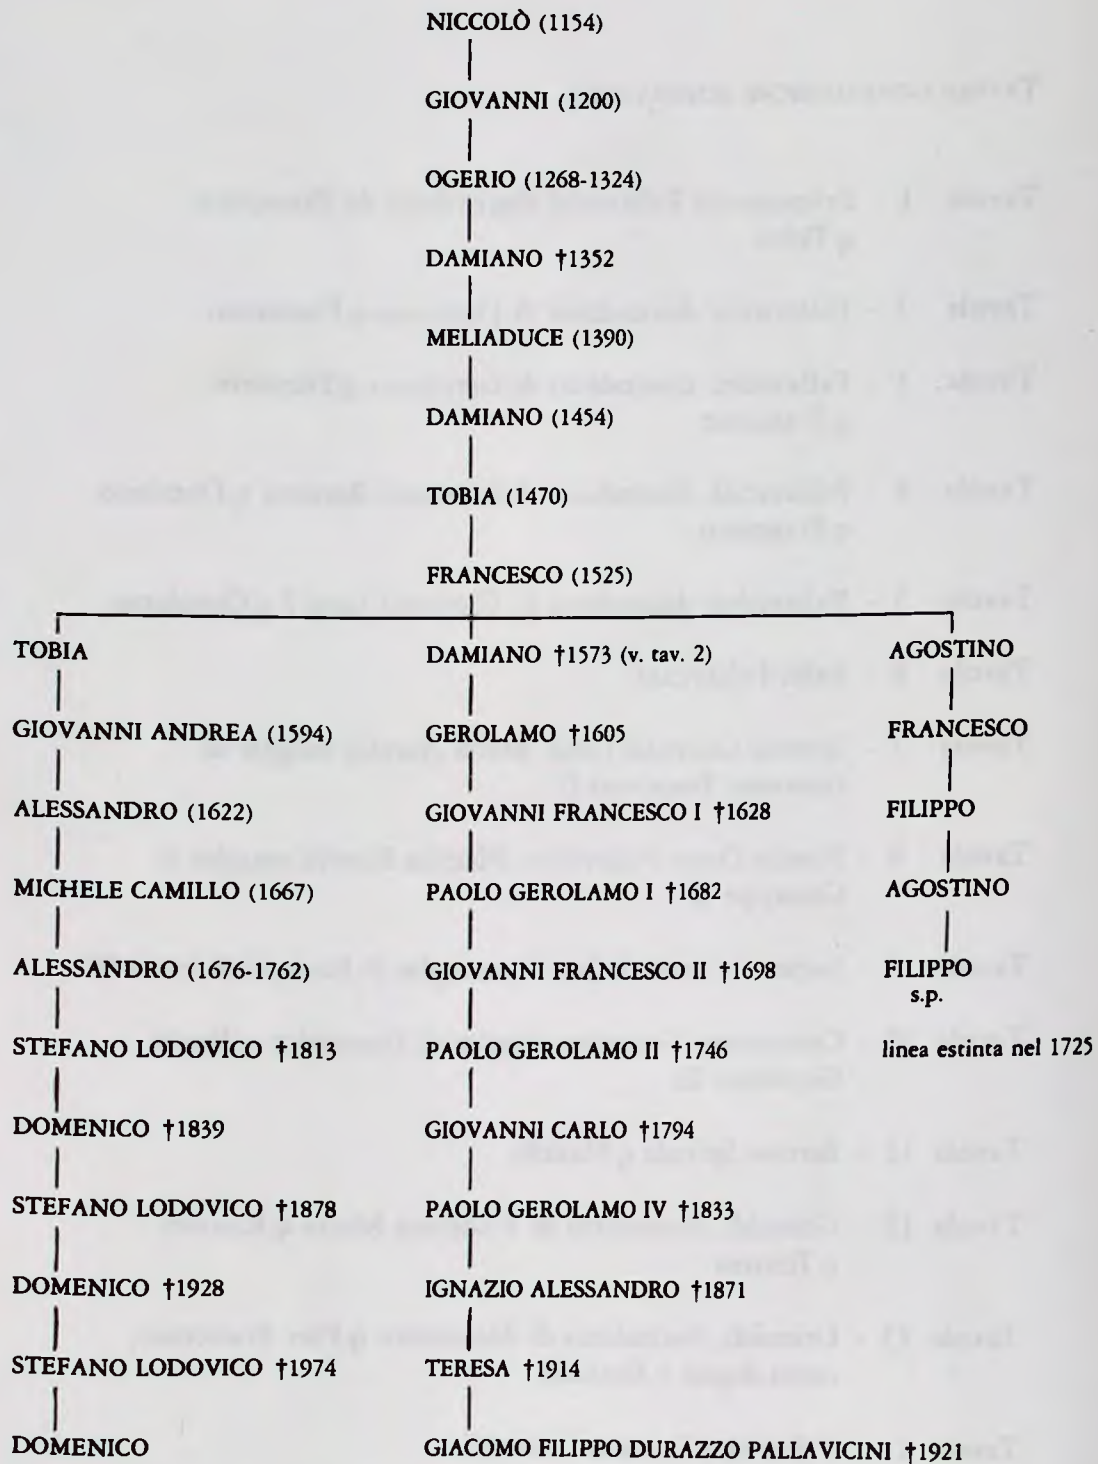 NICCOLÒ (1154)
GIOVANNI (1200)
OGERIO (1268-1324)
DAMIANO †1352
MELIADUCE (1390)
DAMIANO (1454)
TOBIA (1470)
FRANCESCO (1525)
TOBIA DAMIANO †1573 (v. tav. 2) AGOSTINO
GIOVANNI ANDREA (1594) GEROLAMO †1605 FRANCESCO
ALESSANDRO (1622) GIOVANNI FRANCESCO I †1628 FILIPPO
MICHELE CAMILLO (1667) PAOLO GEROLAMO I †1682 AGOSTINO
ALESSANDRO (1676-1762) GIOVANNI FRANCESCO II †1698 FILIPPO
s.p.
STEFANO LODOVICO †1813 PAOLO GEROLAMO II †1746 linea estinta nel 1725
DOMENICO †1839 GIOVANNI CARLO †1794
STEFANO LODOVICO †1878 PAOLO GEROLAMO IV †1833
DOMENICO †1928 IGNAZIO ALESSANDRO †1871
STEFANO LODOVICO †1974 TERESA †1914
DOMENICO GIACOMO FILIPPO DURAZZO PALLAVICINI †1921